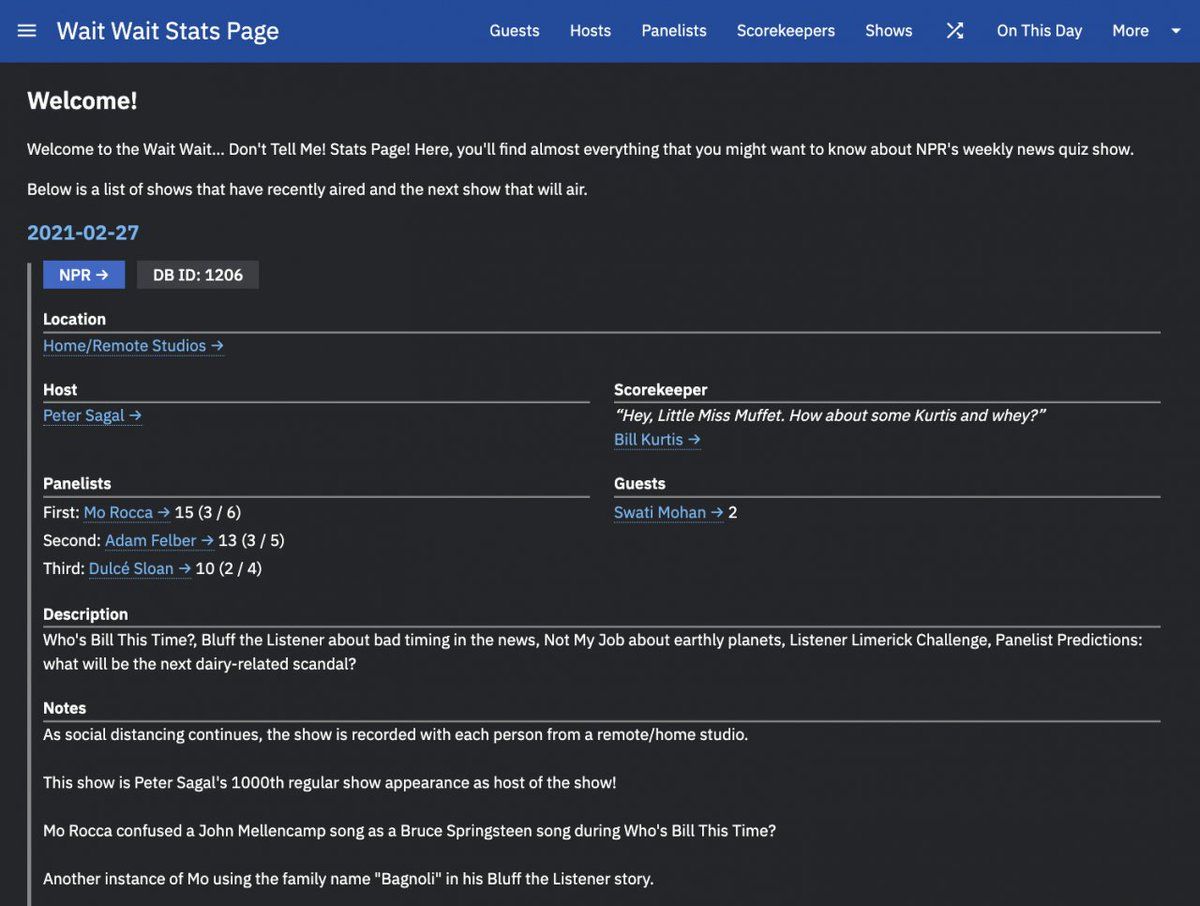 Wait Wait Stats Page
Guests Hosts Panelists Scorekeepers Shows On This Day More
Welcome!
Welcome to the Wait Wait... Don't Tell Me! Stats Page! Here, you'll find almost everything that you might want to know about NPR's weekly news quiz show.
Below is a list of shows that have recently aired and the next show that will air.
2021-02-27
NPR → DB ID: 1206
Location
Home/Remote Studios →
Host
Peter Sagal →
Scorekeeper
“Hey, Little Miss Muffet. How about some Kurtis and whey?”
Bill Kurtis →
Panelists
First: Mo Rocca → 15 (3 / 6)
Second: Adam Felber → 13 (3 / 5)
Third: Dulcé Sloan → 10 (2 / 4)
Guests
Swati Mohan → 2
Description
Who's Bill This Time?, Bluff the Listener about bad timing in the news, Not My Job about earthly planets, Listener Limerick Challenge, Panelist Predictions:
what will be the next dairy-related scandal?
Notes
As social distancing continues, the show is recorded with each person from a remote/home studio.
This show is Peter Sagal's 1000th regular show appearance as host of the show!
Mo Rocca confused a John Mellencamp song as a Bruce Springsteen song during Who's Bill This Time?
Another instance of Mo using the family name "Bagnoli" in his Bluff the Listener story.